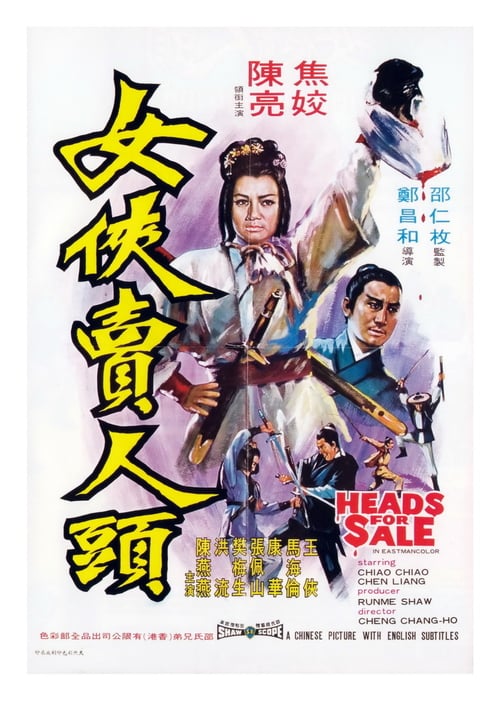 焦姣
陳亮
領銜主演
邵仁枚
監製
鄭昌和
導演
女俠賣人頭
HEADS
FOR
$ALE
IN EASTMANCOLOR
starring
CHIAO CHIAO
CHEN LIANG
producer
RUNME SHAW
director
CHENG CHANG-HO
王俠
馬海倫
康華
張佩山
樊梅生
洪流
陳燕燕
主演
邵氏兄弟(香港)有限公司出品全部彩色
SHAW SB SCOPE
A CHINESE PICTURE WITH ENGLISH SUBTITLES